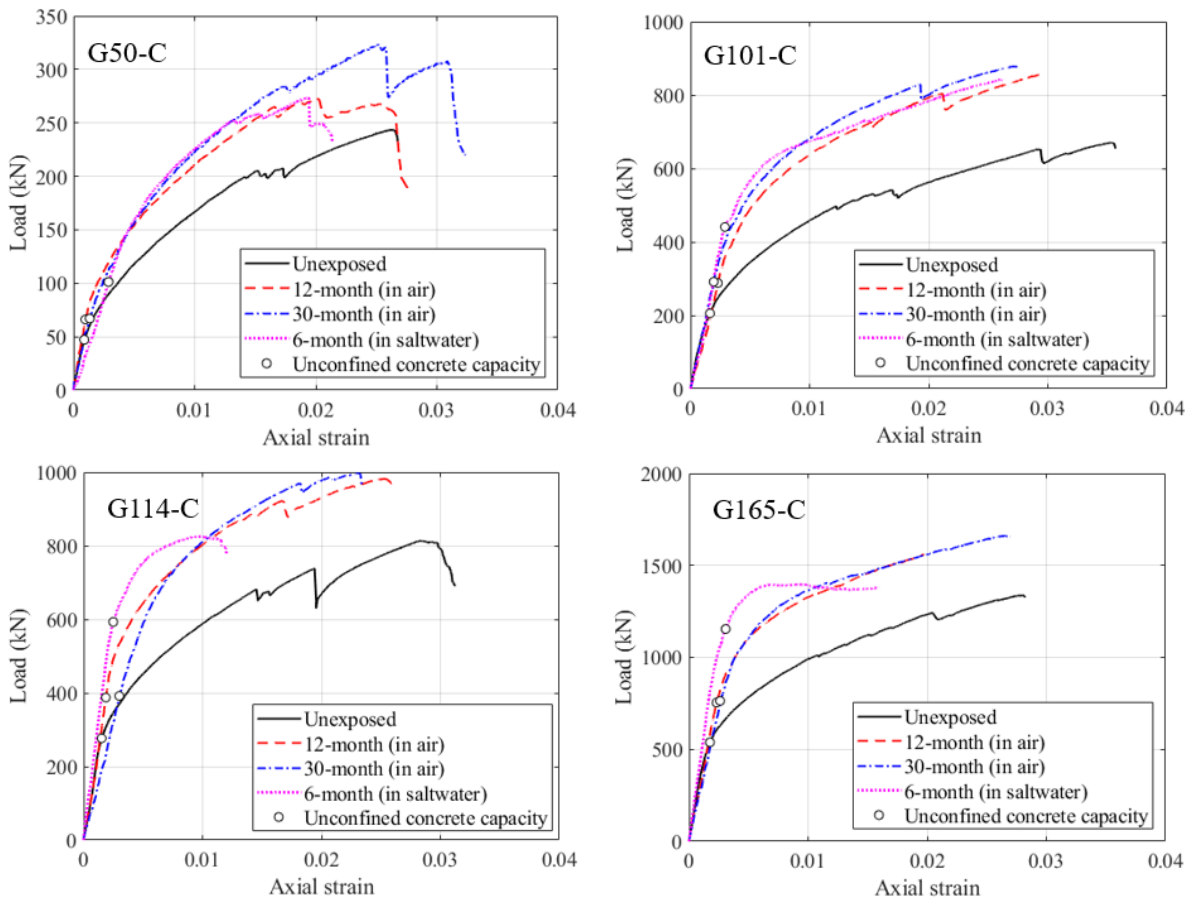 G50-C
350
300
250
200
150
100
50
0
Load (kN)
Unexposed
12-month (in air)
30-month (in air)
6-month (in saltwater)
Unconfined concrete capacity
0 0.01 0.02 0.03 0.04
Axial strain
G101-C
1000
800
600
400
200
0
Load (kN)
Unexposed
12-month (in air)
30-month (in air)
6-month (in saltwater)
Unconfined concrete capacity
0 0.01 0.02 0.03 0.04
Axial strain
G114-C
1000
800
600
400
200
0
Load (kN)
Unexposed
12-month (in air)
30-month (in air)
6-month (in saltwater)
Unconfined concrete capacity
0 0.01 0.02 0.03 0.04
Axial strain
G165-C
2000
1500
1000
500
0
Load (kN)
Unexposed
12-month (in air)
30-month (in air)
6-month (in saltwater)
Unconfined concrete capacity
0 0.01 0.02 0.03 0.04
Axial strain